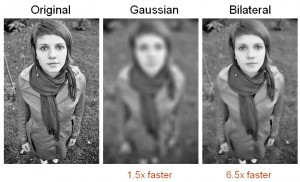 Original
Gaussian
Bilateral
1.5x faster
6.5x faster